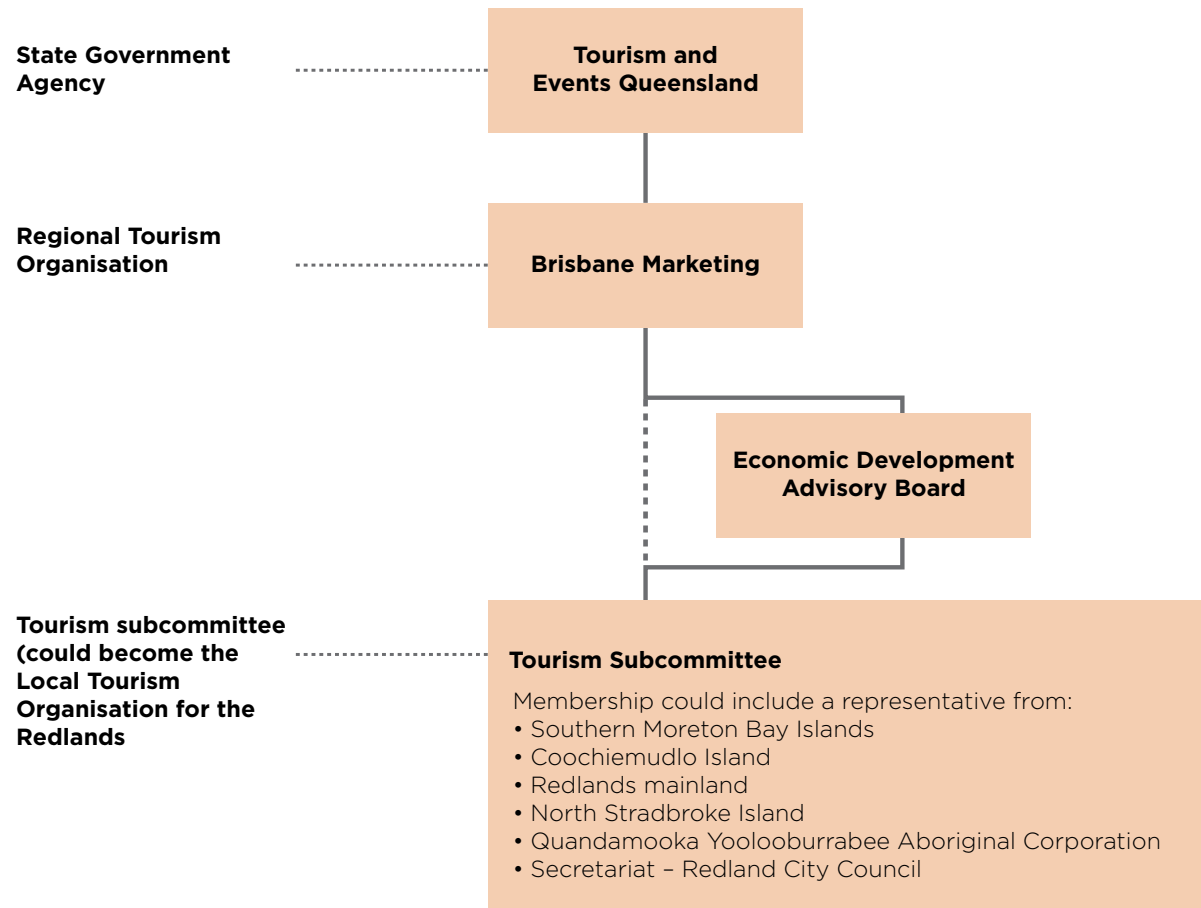 State Government
Agency
Tourism and
Events Queensland
Regional Tourism
Organisation
Brisbane Marketing
Economic Development
Advisory Board
Tourism subcommittee
(could become the
Local Tourism
Organisation for the
Redlands
Tourism Subcommittee
Membership could include a representative from:
• Southern Moreton Bay Islands
• Coochiemudlo Island
• Redlands mainland
• North Stradbroke Island
• Quandamooka Yoolooburrabee Aboriginal Corporation
• Secretariat – Redland City Council